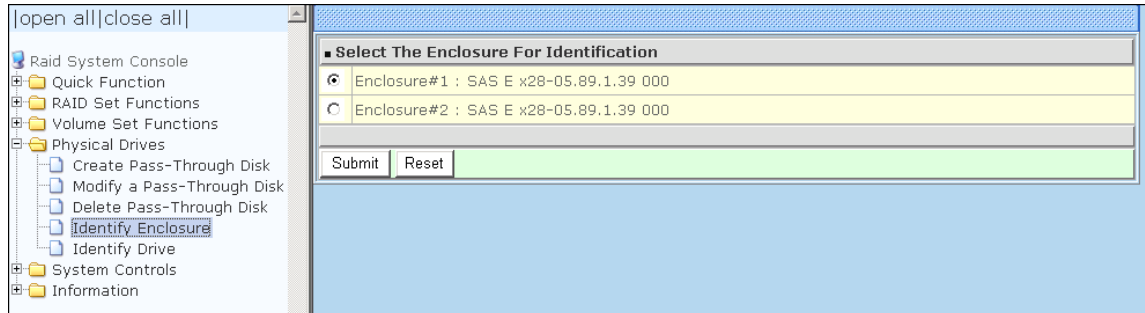 |open all|close all|
Raid System Console
Quick Function
RAID Set Functions
Volume Set Functions
Physical Drives
Create Pass-Through Disk
Modify a Pass-Through Disk
Delete Pass-Through Disk
Identify Enclosure
Identify Drive
System Controls
Information
Select The Enclosure For Identification
Enclosure#1 : SAS E x28-05.89.1.39 000
Enclosure#2 : SAS E x28-05.89.1.39 000
Submit Reset